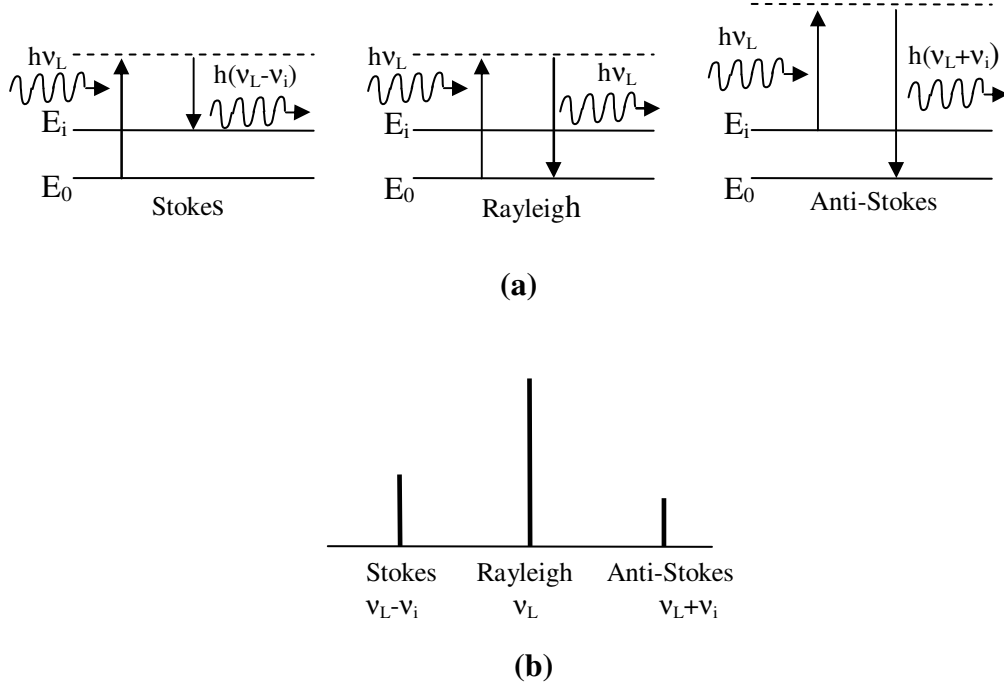 hν_L h(ν_L-ν_i)
E_i
E_0
Stokes
hν_L hν_L
E_i
E_0
Rayleigh
hν_L h(ν_L+ν_i)
E_i
E_0
Anti-Stokes
(a)
Stokes Rayleigh Anti-Stokes
ν_L-ν_i ν_L ν_L+ν_i
(b)